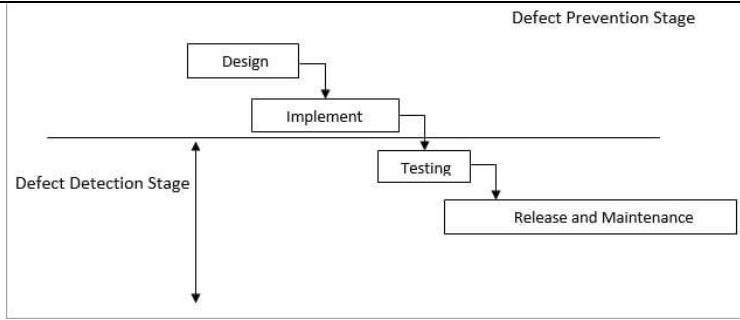 Defect Prevention Stage
Design
Implement
Testing
Defect Detection Stage
Release and Maintenance